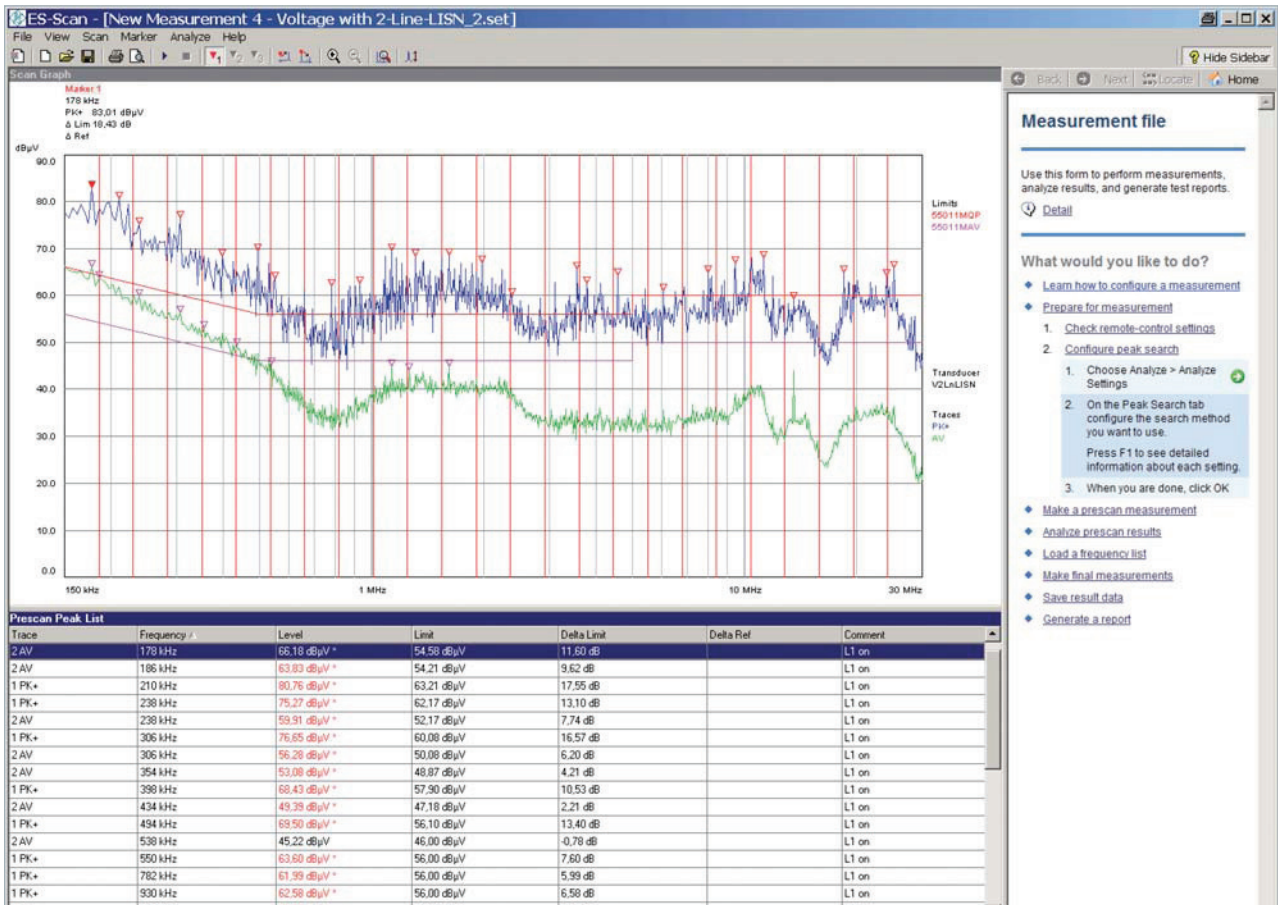 ES-Scan - [New Measurement 4 - Voltage with 2-Line-LISN_2.set]
File View Scan Marker Analyze Help
Hide Sidebar
Scan Graph
Back Next Locate Home
Marker 1
178 kHz
PK+ 83,01 dBµV
Δ Lim 18,43 dB
Δ Ref
dBµV
90.0
80.0
70.0
60.0
50.0
40.0
30.0
20.0
10.0
0.0
150 kHz 1 MHz 10 MHz 30 MHz
Limits
55011MQP
55011MAV
Transducer
V2LnLISN
Traces
PK+
AV
Measurement file
Use this form to perform measurements,
analyze results, and generate test reports.
Detail
What would you like to do?
Learn how to configure a measurement
Prepare for measurement
1. Check remote-control settings
2. Configure peak search
1. Choose Analyze > Analyze
Settings
2. On the Peak Search tab
configure the search method
you want to use.
Press F1 to see detailed
information about each setting.
3. When you are done, click OK
Make a prescan measurement
Analyze prescan results
Load a frequency list
Make final measurements
Save result data
Generate a report
Prescan Peak List
Trace Frequency Level Limit Delta Limit Delta Ref Comment
2 AV 178 kHz 66,18 dBµV * 54,58 dBµV 11,60 dB L1 on
2 AV 186 kHz 63,83 dBµV * 54,21 dBµV 9,62 dB L1 on
1 PK+ 210 kHz 80,76 dBµV * 63,21 dBµV 17,55 dB L1 on
1 PK+ 238 kHz 75,27 dBµV * 62,17 dBµV 13,10 dB L1 on
2 AV 238 kHz 59,91 dBµV * 52,17 dBµV 7,74 dB L1 on
1 PK+ 306 kHz 76,65 dBµV * 60,08 dBµV 16,57 dB L1 on
2 AV 306 kHz 56,28 dBµV * 50,08 dBµV 6,20 dB L1 on
2 AV 354 kHz 53,08 dBµV * 48,87 dBµV 4,21 dB L1 on
1 PK+ 398 kHz 68,43 dBµV * 57,90 dBµV 10,53 dB L1 on
2 AV 434 kHz 49,39 dBµV * 47,18 dBµV 2,21 dB L1 on
1 PK+ 494 kHz 69,50 dBµV * 56,10 dBµV 13,40 dB L1 on
2 AV 538 kHz 45,22 dBµV 46,00 dBµV -0,78 dB L1 on
1 PK+ 550 kHz 63,60 dBµV * 56,00 dBµV 7,60 dB L1 on
1 PK+ 782 kHz 61,99 dBµV * 56,00 dBµV 5,99 dB L1 on
1 PK+ 930 kHz 62,58 dBµV * 56,00 dBµV 6,58 dB L1 on